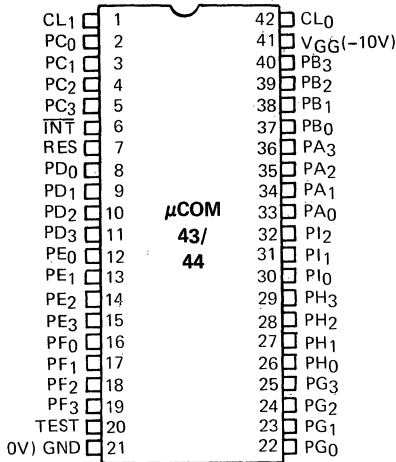 CL₁ 1 42 CL₀
PC₀ 2 41 VGG(−10V)
PC₁ 3 40 PB₃
PC₂ 4 39 PB₂
PC₃ 5 38 PB₁
I̅N̅T̅ 6 37 PB₀
RES 7 36 PA₃
PD₀ 8 35 PA₂
PD₁ 9 34 PA₁
PD₂ 10 33 PA₀
PD₃ 11 32 PI₂
PE₀ 12 31 PI₁
PE₁ 13 30 PI₀
PE₂ 14 29 PH₃
PE₃ 15 28 PH₂
PF₀ 16 27 PH₁
PF₁ 17 26 PH₀
PF₂ 18 25 PG₃
PF₃ 19 24 PG₂
TEST 20 23 PG₁
0V) GND 21 22 PG₀
μCOM
43/
44